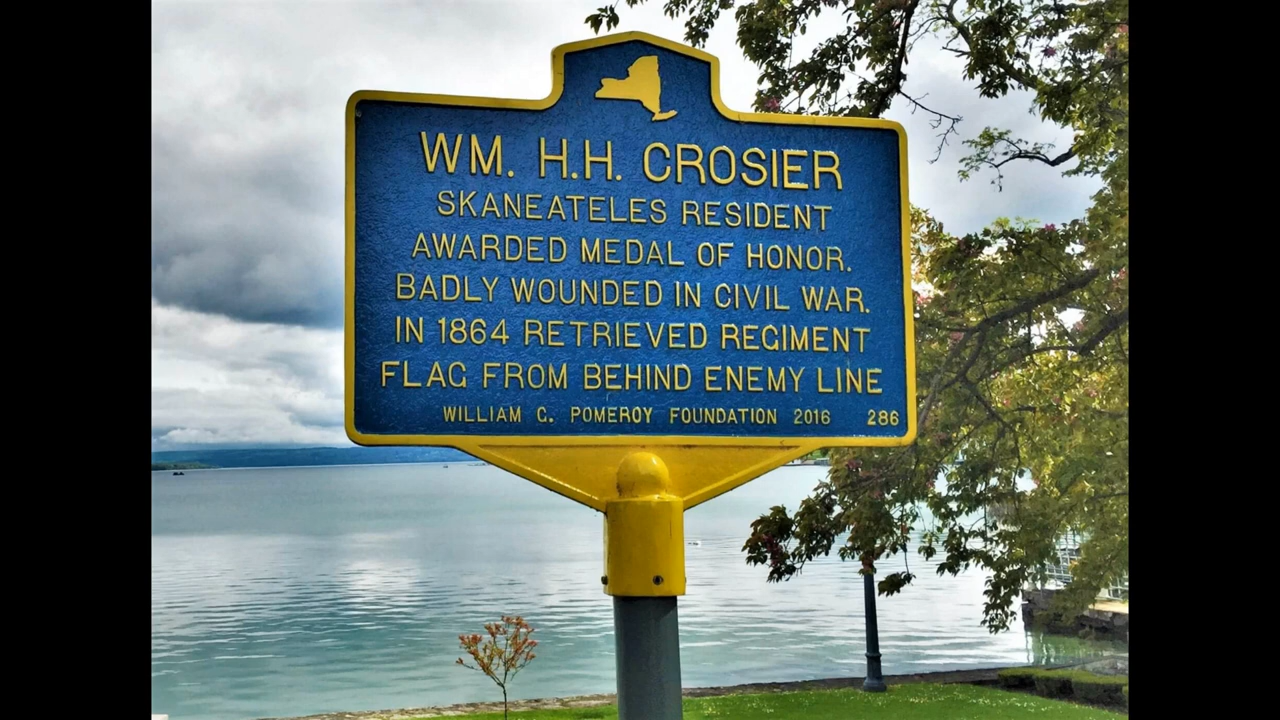 WM. H.H. CROSIER
SKANEATELES RESIDENT
AWARDED MEDAL OF HONOR.
BADLY WOUNDED IN CIVIL WAR.
IN 1864 RETRIEVED REGIMENT
FLAG FROM BEHIND ENEMY LINE
WILLIAM G. POMEROY FOUNDATION 2016 286